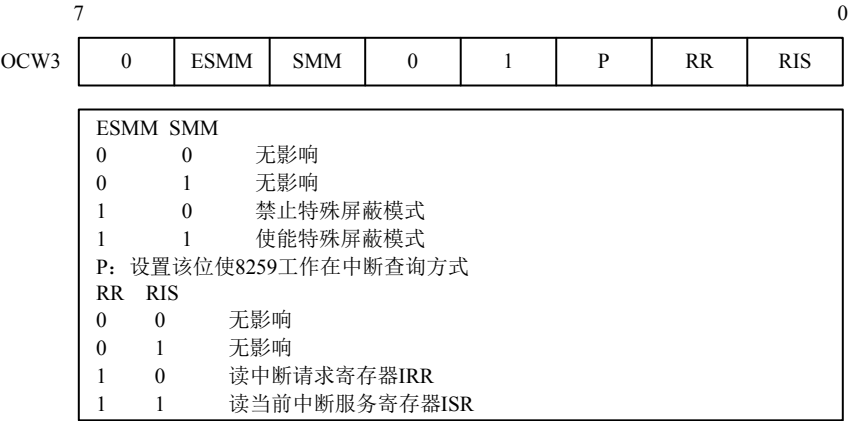 7 0
OCW3 0 ESMM SMM 0 1 P RR RIS
ESMM SMM
0 0 无影响
0 1 无影响
1 0 禁止特殊屏蔽模式
1 1 使能特殊屏蔽模式
P：设置该位使8259工作在中断查询方式
RR RIS
0 0 无影响
0 1 无影响
1 0 读中断请求寄存器IRR
1 1 读当前中断服务寄存器ISR